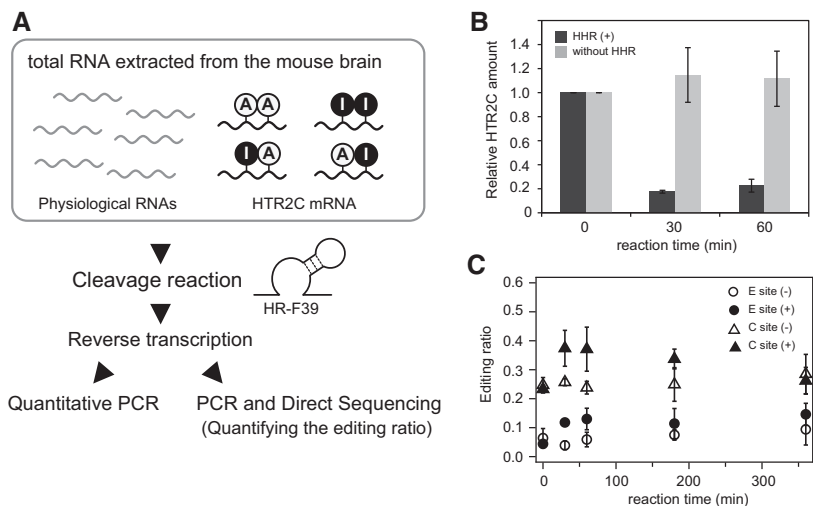 A
total RNA extracted from the mouse brain
A A I I
I A A I
Physiological RNAs HTR2C mRNA
Cleavage reaction
HR-F39
Reverse transcription
Quantitative PCR PCR and Direct Sequencing
(Quantifying the editing ratio)
B
HHR (+)
without HHR
Relative HTR2C amount
1.4
1.2
1.0
0.8
0.6
0.4
0.2
0
0 30 60
reaction time (min)
C
E site (-)
E site (+)
C site (-)
C site (+)
Editing ratio
0.6
0.5
0.4
0.3
0.2
0.1
0.0
0 100 200 300
reaction time (min)